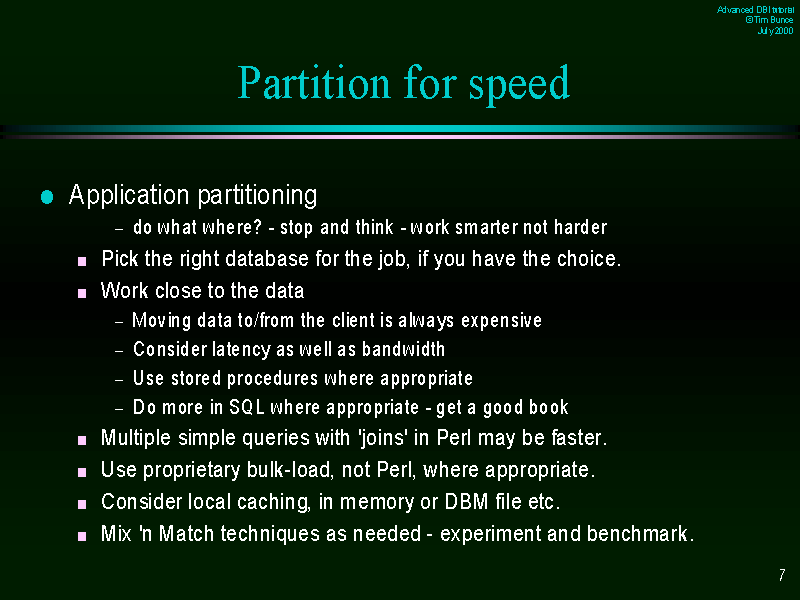 Advanced DBI tutorial
© Tim Bunce
July 2000
Partition for speed
Application partitioning
– do what where? - stop and think - work smarter not harder
Pick the right database for the job, if you have the choice.
Work close to the data
– Moving data to/from the client is always expensive
– Consider latency as well as bandwidth
– Use stored procedures where appropriate
– Do more in SQL where appropriate - get a good book
Multiple simple queries with 'joins' in Perl may be faster.
Use proprietary bulk-load, not Perl, where appropriate.
Consider local caching, in memory or DBM file etc.
Mix 'n Match techniques as needed - experiment and benchmark.
7